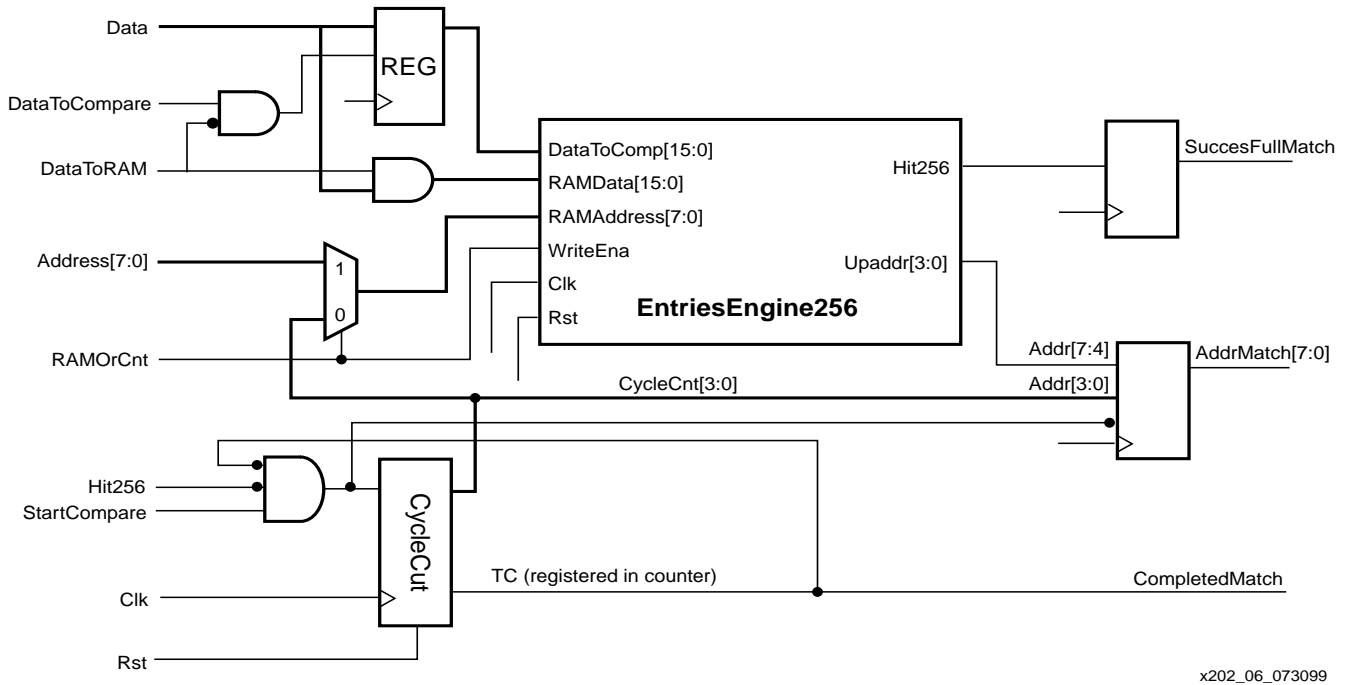 Data
REG
DataToCompare
DataToRAM
DataToComp[15:0]
RAMData[15:0]
RAMAddress[7:0]
WriteEna
Clk
Rst
Hit256
Upaddr[3:0]
EntriesEngine256
SuccesFullMatch
Address[7:0]
1
0
RAMOrCnt
CycleCnt[3:0]
Addr[7:4]
Addr[3:0]
AddrMatch[7:0]
Hit256
StartCompare
CycleCut
TC (registered in counter)
CompletedMatch
Clk
Rst
x202_06_073099